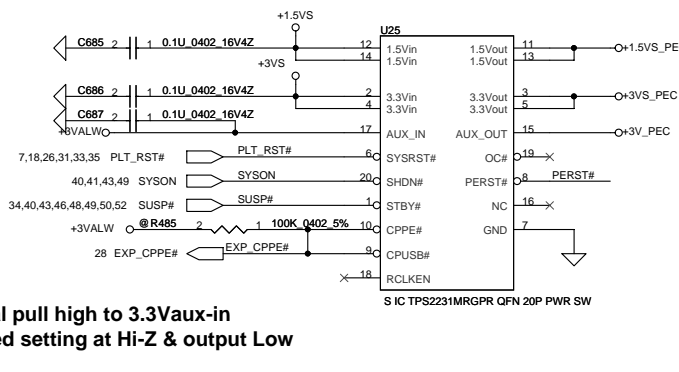 +1.5VS
U25
C685 2 1 0.1U_0402_16V4Z 12 1.5Vin 1.5Vout 11 +1.5VS_PE
14 1.5Vin 1.5Vout 13
+3VS
C686 2 1 0.1U_0402_16V4Z 2 3.3Vin 3.3Vout 3 +3VS_PEC
4 3.3Vin 3.3Vout 5
C687 2 1 0.1U_0402_16V4Z
+3VALW 17 AUX_IN AUX_OUT 15 +3V_PEC
7,18,26,31,33,35 PLT_RST# PLT_RST# 6 SYSRST# OC# 19
40,41,43,49 SYSON SYSON 20 SHDN# PERST# 8 PERST#
34,40,43,46,48,49,50,52 SUSP# SUSP# 1 STBY# NC 16
+3VALW @R485 2 1 100K_0402_5% 10 CPPE# GND 7
28 EXP_CPPE# EXP_CPPE# 9 CPUSB#
18 RCLKEN
S IC TPS2231MRGPR QFN 20P PWR SW
al pull high to 3.3Vaux-in
ed setting at Hi-Z & output Low